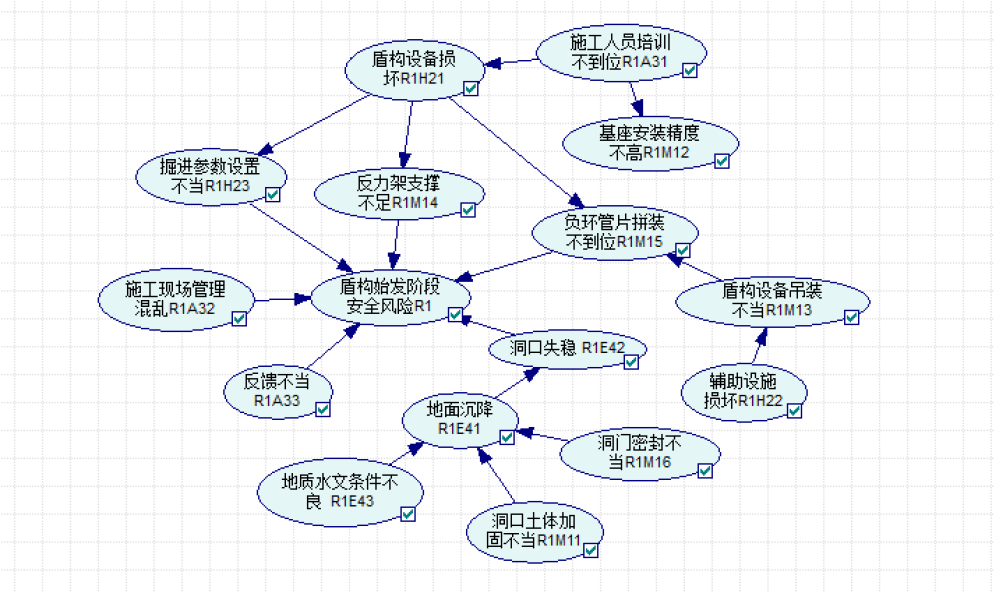 施工人员培训
不到位R1A31
盾构设备损
坏R1H21
基座安装精度
不高R1M12
掘进参数设置
不当R1H23
反力架支撑
不足R1M14
负环管片拼装
不到位R1M15
施工现场管理
混乱R1A32
盾构始发阶段
安全风险R1
盾构设备吊装
不当R1M13
洞口失稳 R1E42
反馈不当
R1A33
辅助设施
损坏R1H22
地面沉降
R1E41
洞门密封不
当R1M16
地质水文条件不
良 R1E43
洞口土体加
固不当R1M11